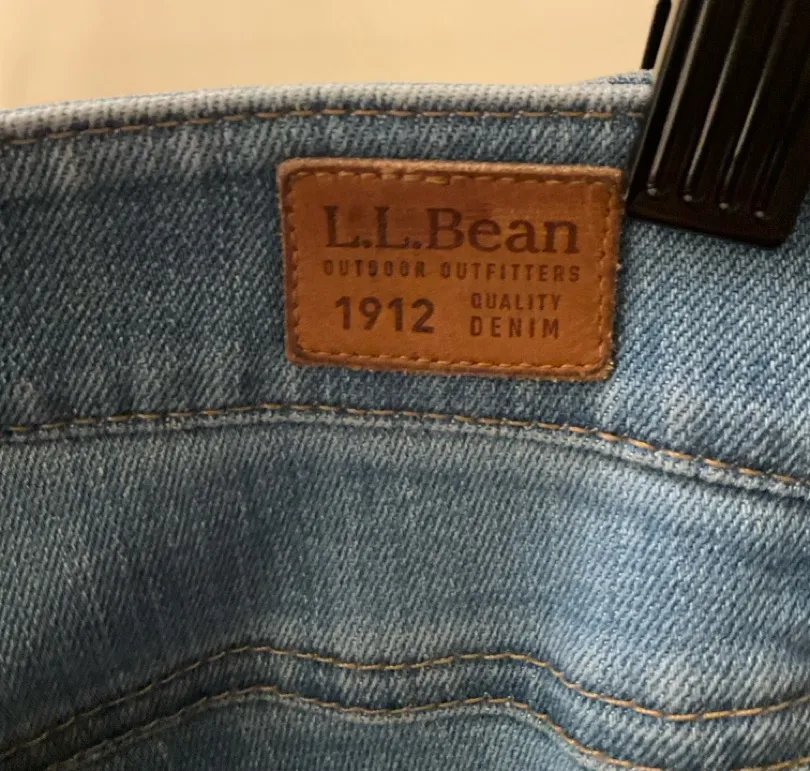 L.L.Bean
OUTDOOR OUTFITTERS
1912 QUALITY
DENIM